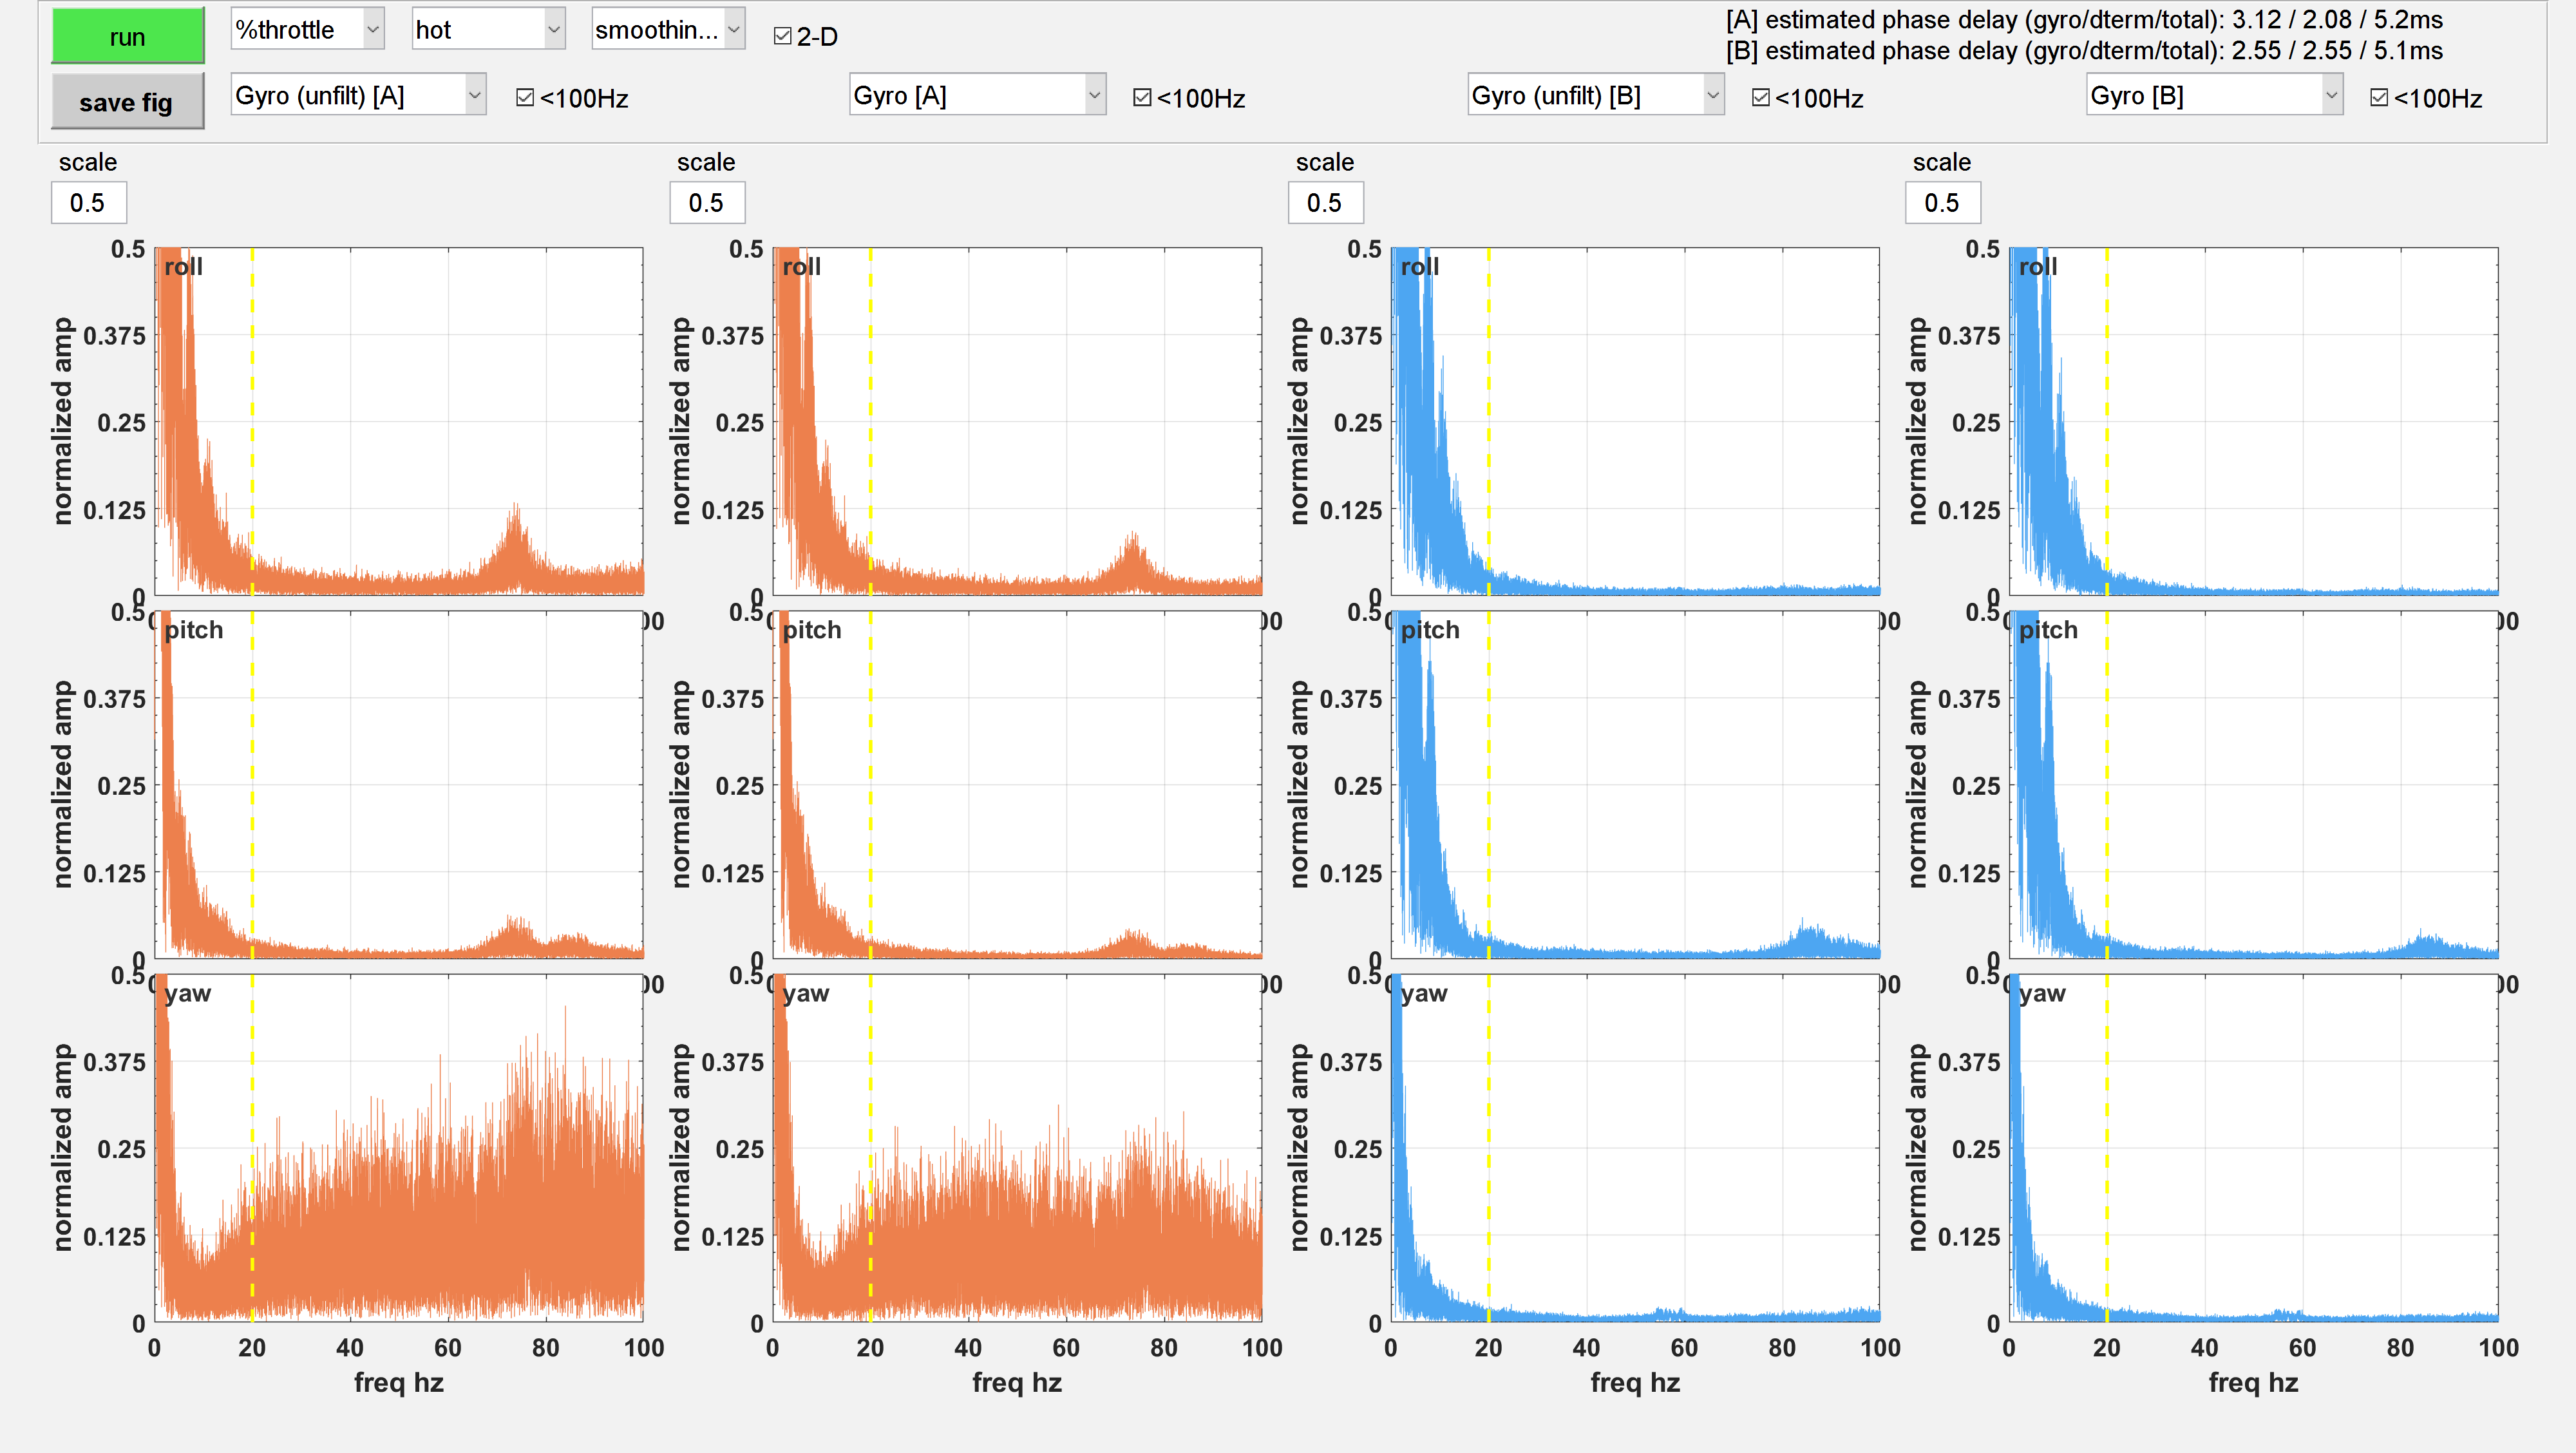 run
%throttle
hot
smoothin...
2-D
[A] estimated phase delay (gyro/dterm/total): 3.12 / 2.08 / 5.2ms
[B] estimated phase delay (gyro/dterm/total): 2.55 / 2.55 / 5.1ms
save fig
Gyro (unfilt) [A]
<100Hz
Gyro [A]
<100Hz
Gyro (unfilt) [B]
<100Hz
Gyro [B]
<100Hz
scale
0.5
scale
0.5
scale
0.5
scale
0.5
roll
normalized amp
0.5
0.375
0.25
0.125
0
roll
normalized amp
0.5
0.375
0.25
0.125
0
roll
normalized amp
0.5
0.375
0.25
0.125
0
roll
normalized amp
0.5
0.375
0.25
0.125
0
pitch
normalized amp
0.5
0.375
0.25
0.125
0
pitch
normalized amp
0.5
0.375
0.25
0.125
0
pitch
normalized amp
0.5
0.375
0.25
0.125
0
pitch
normalized amp
0.5
0.375
0.25
0.125
0
yaw
normalized amp
0.5
0.375
0.25
0.125
0
0 20 40 60 80 100
freq hz
yaw
normalized amp
0.5
0.375
0.25
0.125
0
0 20 40 60 80 100
freq hz
yaw
normalized amp
0.5
0.375
0.25
0.125
0
0 20 40 60 80 100
freq hz
yaw
normalized amp
0.5
0.375
0.25
0.125
0
0 20 40 60 80 100
freq hz